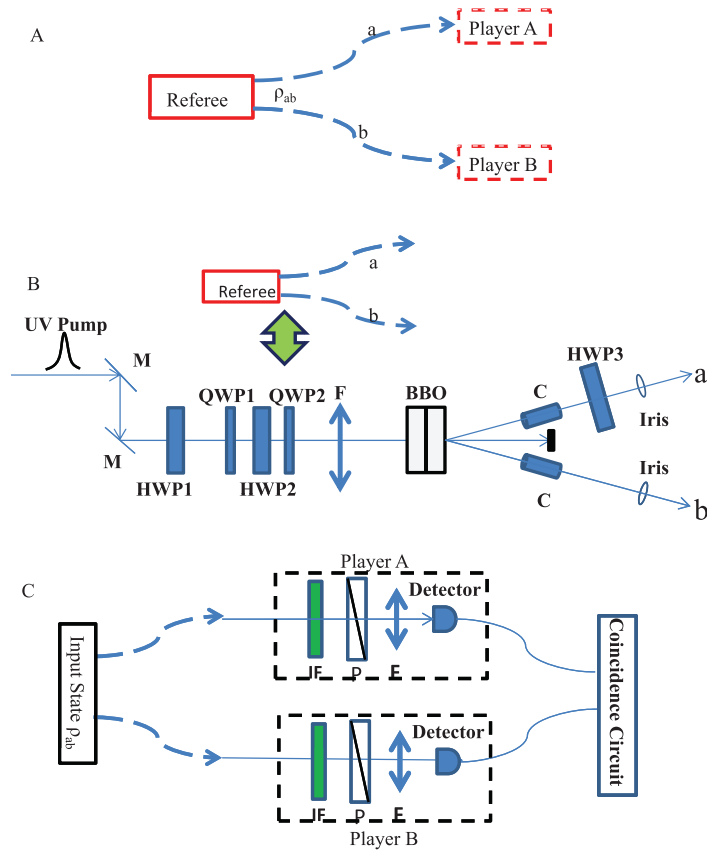 A
a
Player A
Referee
ρab
b
Player B
B
a
Referee
b
UV Pump
M
HWP3
a
QWP1 QWP2 F BBO C
Iris
M
HWP1 HWP2
Iris
C
b
C
Player A
Detector
IF P F
Input State ρab
Coincidence Circuit
Detector
IF P F
Player B